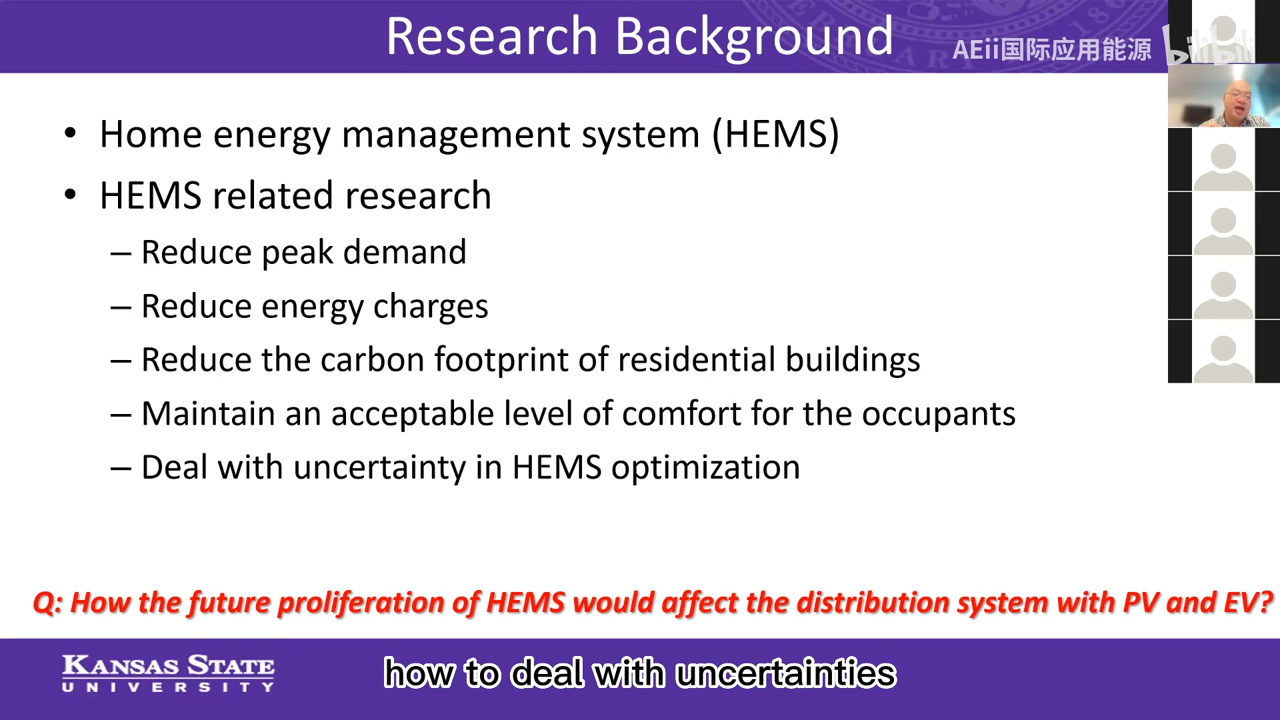 Research Background
AEii国际应用能源
bilibili
• Home energy management system (HEMS)
• HEMS related research
– Reduce peak demand
– Reduce energy charges
– Reduce the carbon footprint of residential buildings
– Maintain an acceptable level of comfort for the occupants
– Deal with uncertainty in HEMS optimization
Q: How the future proliferation of HEMS would affect the distribution system with PV and EV?
KANSAS STATE
UNIVERSITY
how to deal with uncertainties